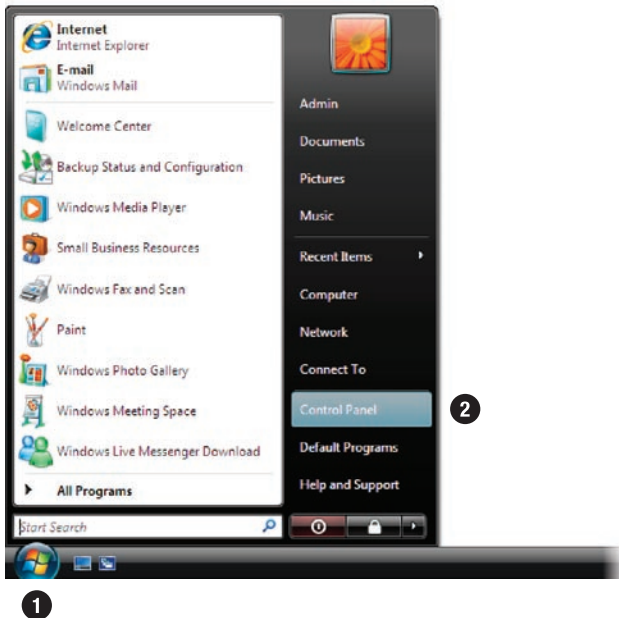 Internet
Internet Explorer
E-mail
Windows Mail
Welcome Center
Backup Status and Configuration
Windows Media Player
Small Business Resources
Windows Fax and Scan
Paint
Windows Photo Gallery
Windows Meeting Space
Windows Live Messenger Download
All Programs
Start Search
Admin
Documents
Pictures
Music
Recent Items
Computer
Network
Connect To
Control Panel
Default Programs
Help and Support
2
1